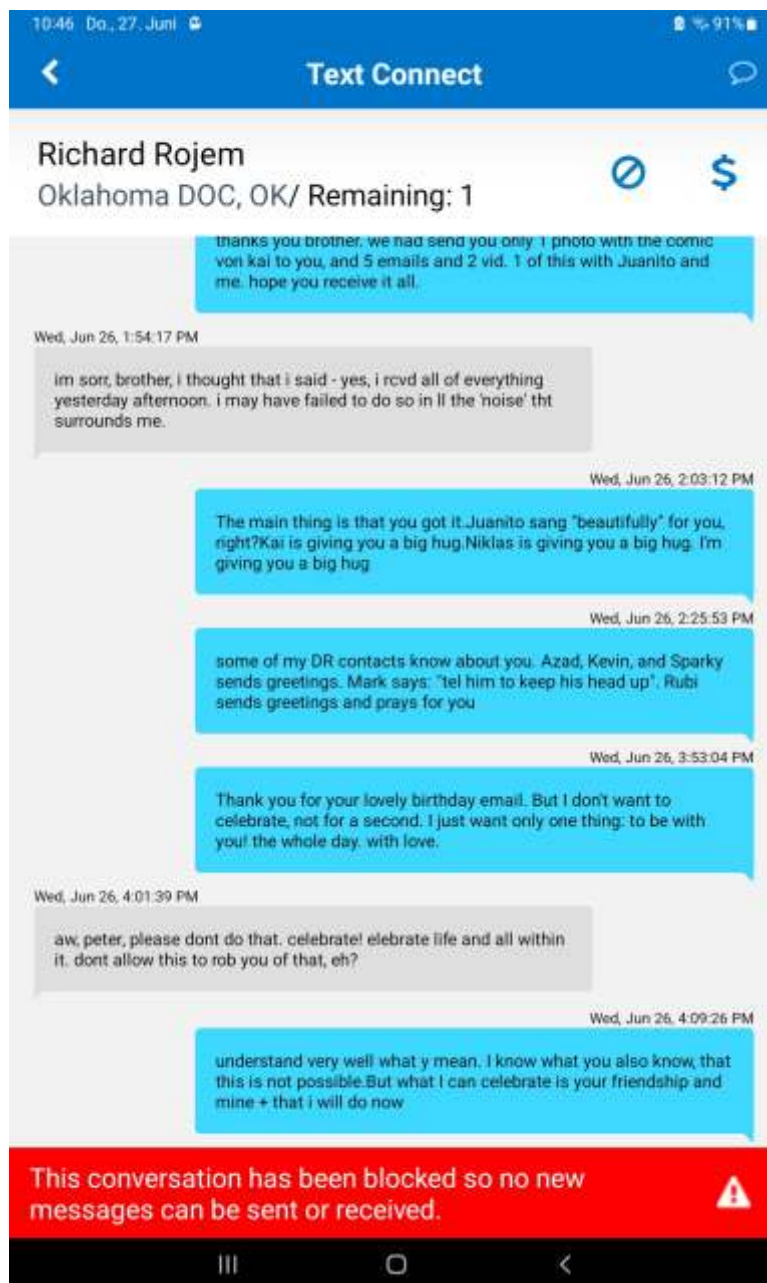 10:46 Do., 27. Juni
91%
Text Connect
Richard Rojem
Oklahoma DOC, OK/ Remaining: 1
thanks you brother. we had send you only 1 photo with the comic
von kai to you, and 5 emails and 2 vid. 1 of this with Juanito and
me. hope you receive it all.
Wed, Jun 26, 1:54:17 PM
im sorr, brother, i thought that i said - yes, i rcvd all of everything
yesterday afternoon. i may have failed to do so in ll the 'noise' tht
surrounds me.
Wed, Jun 26, 2:03:12 PM
The main thing is that you got it.Juanito sang "beautifully" for you,
right?Kai is giving you a big hug.Niklas is giving you a big hug. I'm
giving you a big hug
Wed, Jun 26, 2:25:53 PM
some of my DR contacts know about you. Azad, Kevin, and Sparky
sends greetings. Mark says: "tel him to keep his head up". Rubi
sends greetings and prays for you
Wed, Jun 26, 3:53:04 PM
Thank you for your lovely birthday email. But I don't want to
celebrate, not for a second. I just want only one thing: to be with
you! the whole day. with love.
Wed, Jun 26, 4:01:39 PM
aw, peter, please dont do that. celebrate! elebrate life and all within
it. dont allow this to rob you of that, eh?
Wed, Jun 26, 4:09:26 PM
understand very well what y mean. I know what you also know, that
this is not possible.But what I can celebrate is your friendship and
mine + that i will do now
This conversation has been blocked so no new
messages can be sent or received.